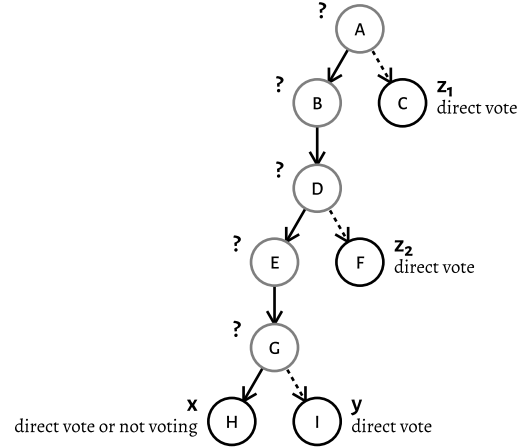 ?
A
?
B
C
z1
direct vote
?
D
?
E
F
z2
direct vote
?
G
x
direct vote or not voting
H
I
y
direct vote